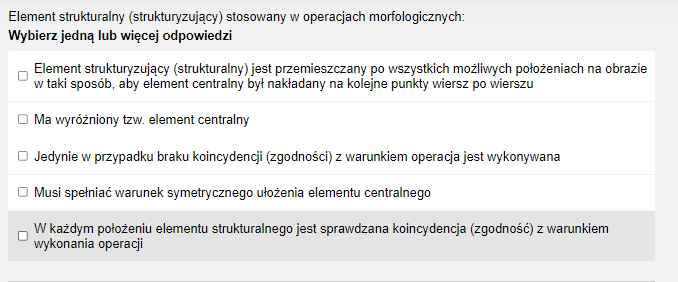 Element strukturalny (strukturyzujący) stosowany w operacjach morfologicznych:
Wybierz jedną lub więcej odpowiedzi
Element strukturyzujący (strukturalny) jest przemieszczany po wszystkich możliwych położeniach na obrazie
w taki sposób, aby element centralny był nakładany na kolejne punkty wiersz po wierszu
Ma wyróżniony tzw. element centralny
Jedynie w przypadku braku koincydencji (zgodności) z warunkiem operacja jest wykonywana
Musi spełniać warunek symetrycznego ułożenia elementu centralnego
W każdym położeniu elementu strukturalnego jest sprawdzana koincydencja (zgodność) z warunkiem
wykonania operacji